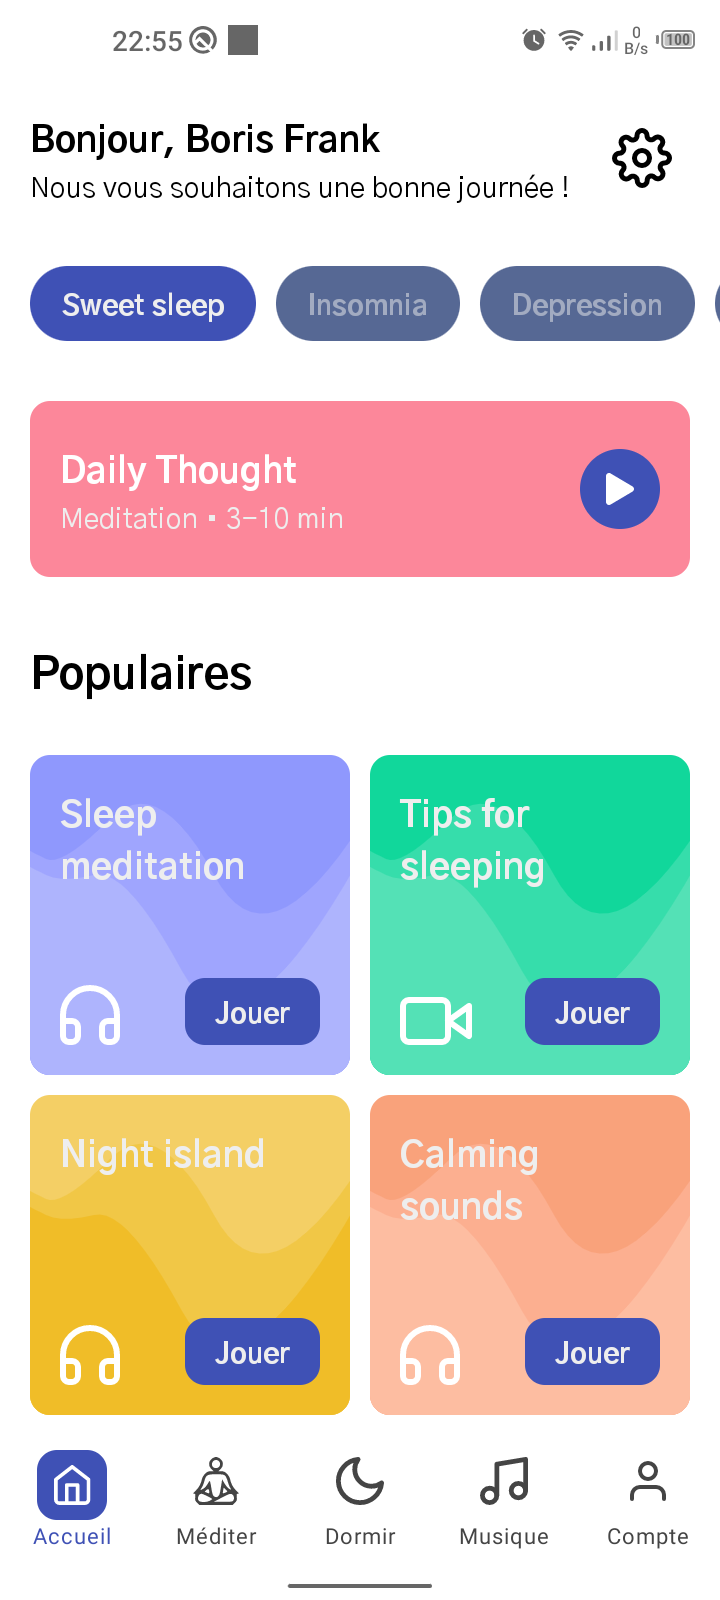 22:55
0
B/s
100
Bonjour, Boris Frank
Nous vous souhaitons une bonne journée !
Sweet sleep
Insomnia
Depression
Daily Thought
Meditation • 3-10 min
Populaires
Sleep
meditation
Jouer
Tips for
sleeping
Jouer
Night island
Jouer
Calming
sounds
Jouer
Accueil
Méditer
Dormir
Musique
Compte